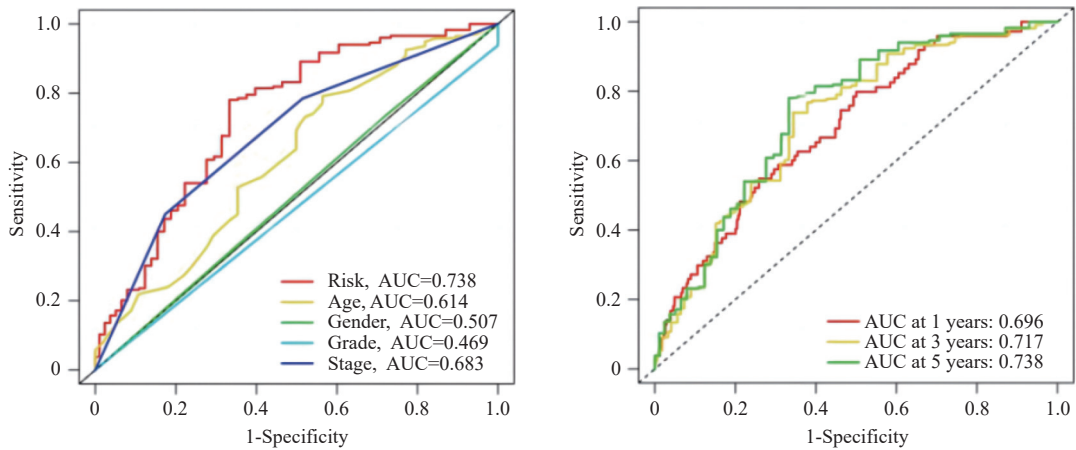 1.0
0.8
0.6
0.4
0.2
0
Sensitivity
Risk, AUC=0.738
Age, AUC=0.614
Gender, AUC=0.507
Grade, AUC=0.469
Stage, AUC=0.683
0 0.2 0.4 0.6 0.8 1.0
1-Specificity
1.0
0.8
0.6
0.4
0.2
0
Sensitivity
AUC at 1 years: 0.696
AUC at 3 years: 0.717
AUC at 5 years: 0.738
0 0.2 0.4 0.6 0.8 1.0
1-Specificity